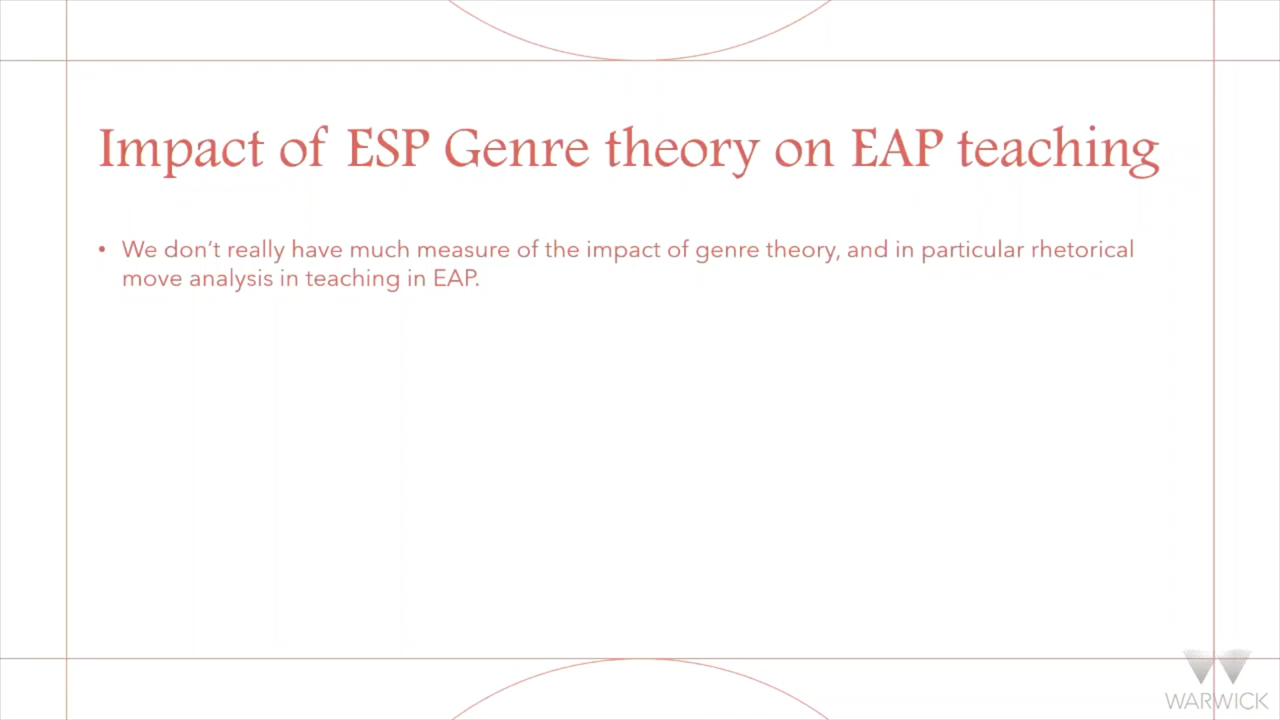 Impact of ESP Genre theory on EAP teaching
• We don't really have much measure of the impact of genre theory, and in particular rhetorical
move analysis in teaching in EAP.
WARWICK